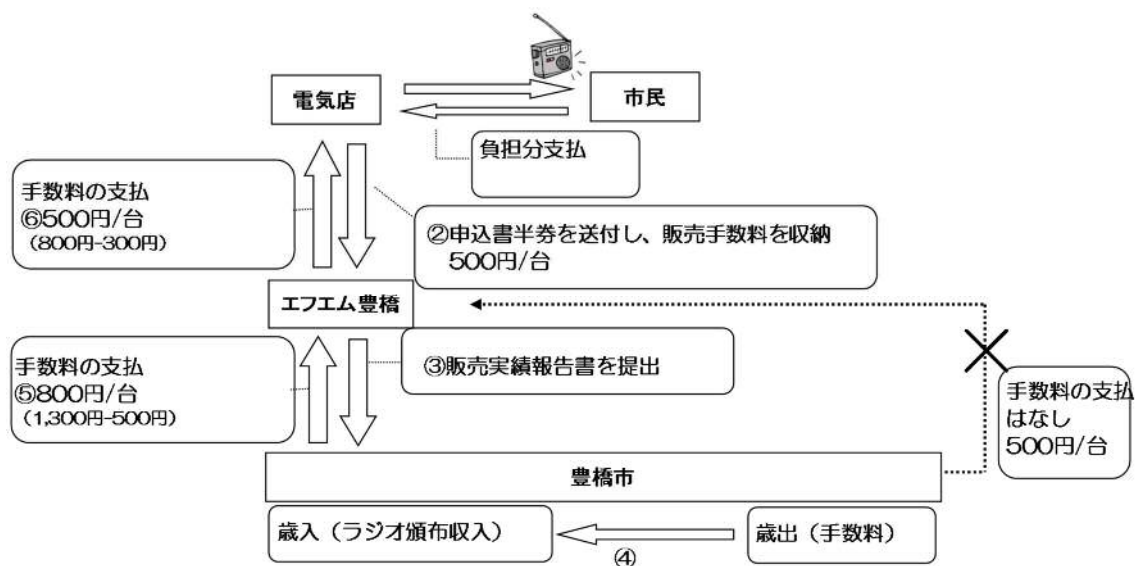 電気店
市民
負担分支払
手数料の支払
⑥500円/台
（800円-300円）
②申込書半券を送付し、販売手数料を収納
500円/台
エフエム豊橋
手数料の支払
⑤800円/台
（1,300円-500円）
③販売実績報告書を提出
手数料の支払
はなし
500円/台
豊橋市
歳入（ラジオ頒布収入）
④
歳出（手数料）